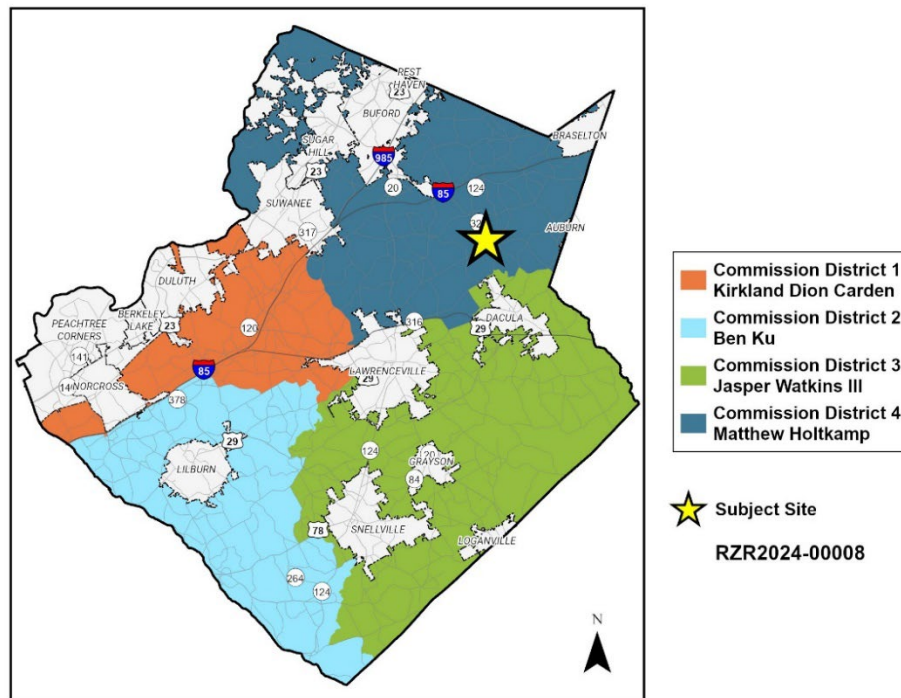 REST
HAVEN
23
BUFORD
BRASELTON
SUGAR
HILL
985
23
20
85
124
SUWANEE
317
AUBURN
DULUTH
BERKELEY
LAKE
23
120
316
29
DACULA
PEACHTREE
CORNERS
141
NORCROSS
85
LAWRENCEVILLE
29
378
29
LILBURN
124
20
GRAYSON
84
SNELLVILLE
78
LOGANVILLE
264
124
N
Commission District 1
Kirkland Dion Carden
Commission District 2
Ben Ku
Commission District 3
Jasper Watkins III
Commission District 4
Matthew Holtkamp
Subject Site
RZR2024-00008